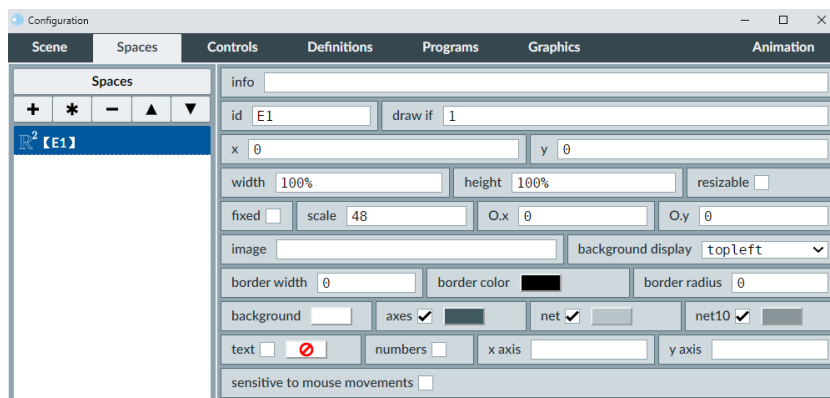 Configuration
Scene Spaces Controls Definitions Programs Graphics Animation
Spaces
info
+ * − ▲ ▼
id E1 draw if 1
ℝ² 【E1】
x 0 y 0
width 100% height 100% resizable
fixed scale 48 O.x 0 O.y 0
image background display topleft
border width 0 border color border radius 0
background axes net net10
text numbers x axis y axis
sensitive to mouse movements